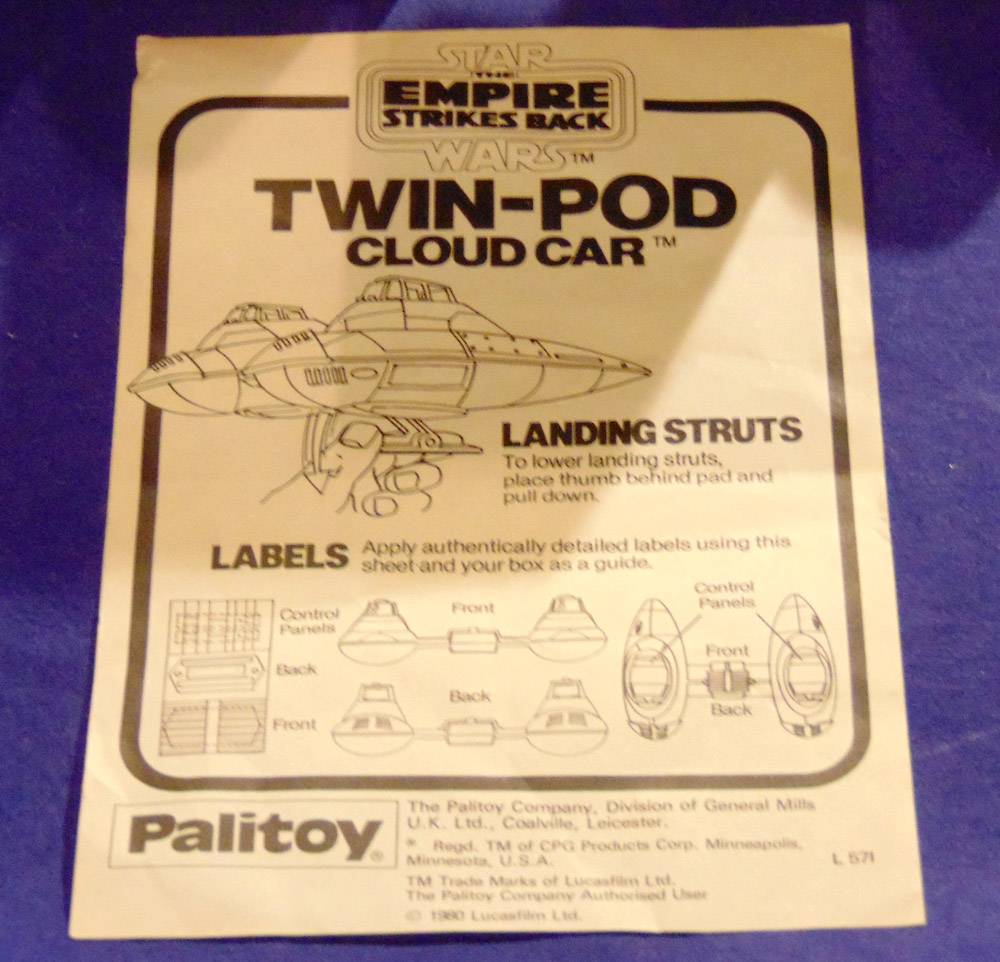 STAR
THE
EMPIRE
STRIKES BACK
WARS™
TWIN-POD
CLOUD CAR™
LANDING STRUTS
To lower landing struts,
place thumb behind pad and
pull down.
LABELS
Apply authentically detailed labels using this
sheet and your box as a guide.
Control
Panels
Back
Front
Front
Back
Control
Panels
Front
Back
Palitoy®
The Palitoy Company, Division of General Mills
U.K. Ltd., Coalville, Leicester.
® Regd. TM of CPG Products Corp. Minneapolis,
Minnesota, U.S.A.
TM Trade Marks of Lucasfilm Ltd.
The Palitoy Company Authorised User
© 1980 Lucasfilm Ltd.
L 571